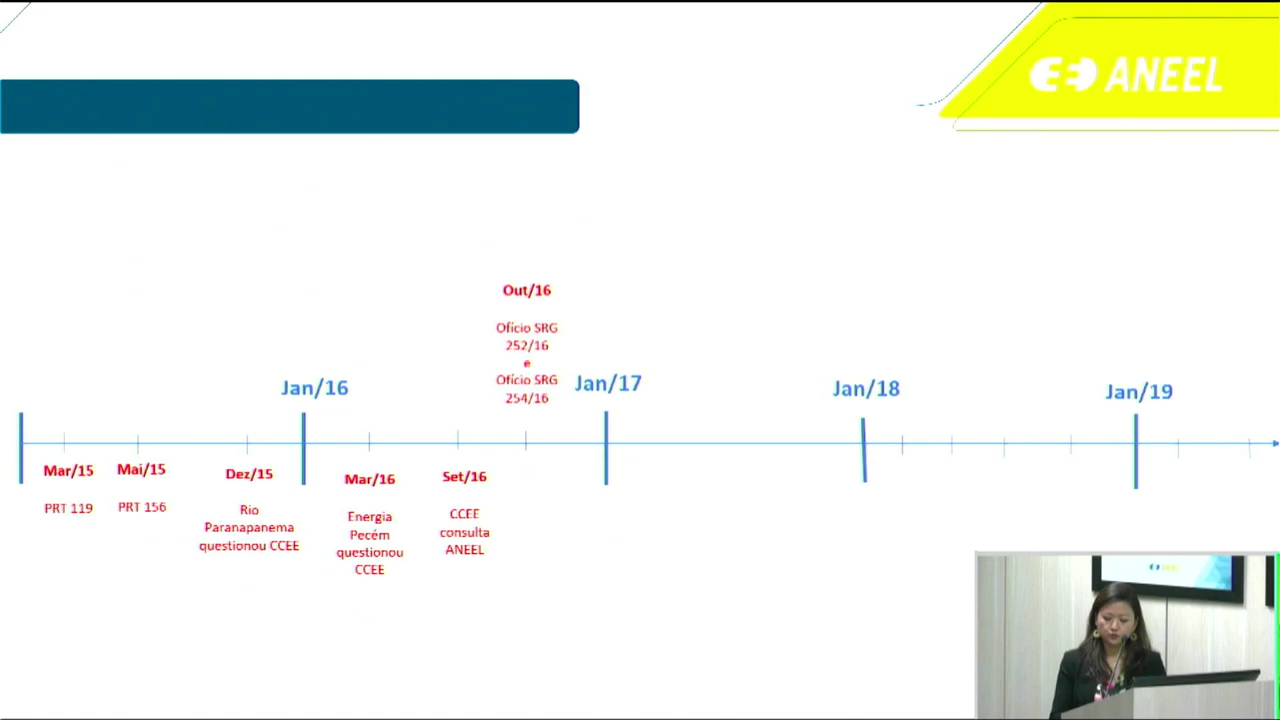 ANEEL
Out/16
Ofício SRG
252/16
e
Ofício SRG
254/16
Jan/16
Jan/17
Jan/18
Jan/19
Mar/15
PRT 119
Mai/15
PRT 156
Dez/15
Rio
Paranapanema
questionou CCEE
Mar/16
Energia
Pecém
questionou
CCEE
Set/16
CCEE
consulta
ANEEL